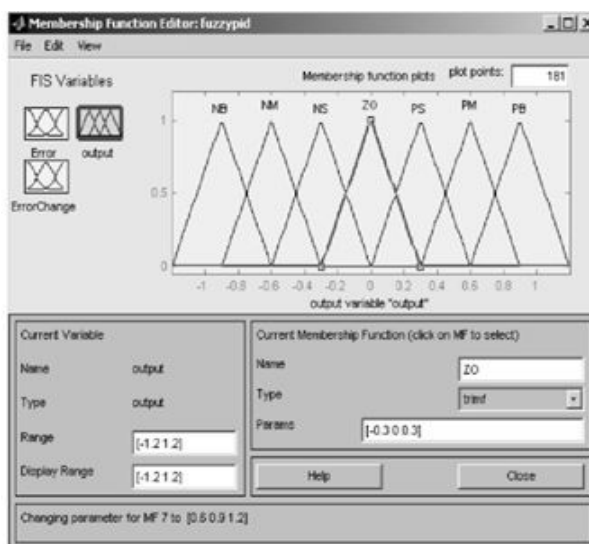 Membership Function Editor: fuzzypid
File Edit View
FIS Variables
Membership function plots
plot points:
181
NB NM NS ZO PS PM PB
Error
output
ErrorChange
1
0.5
0
-1 -0.8 -0.6 -0.4 -0.2 0 0.2 0.4 0.6 0.8 1
output variable "output"
Current Variable
Name output
Type output
Range [-1.2 1.2]
Display Range [-1.2 1.2]
Current Membership Function (click on MF to select)
Name ZO
Type trimf
Params [-0.3 0 0.3]
Help
Close
Changing parameter for MF 7 to [0.6 0.9 1.2]